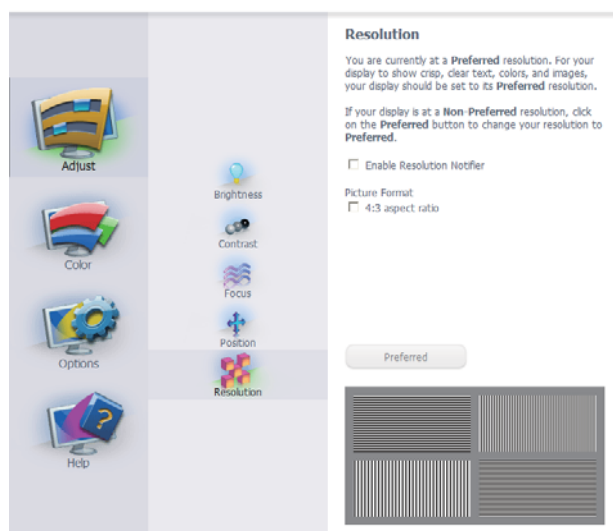 Adjust
Color
Options
Help
Brightness
Contrast
Focus
Position
Resolution
Resolution
You are currently at a Preferred resolution. For your
display to show crisp, clear text, colors, and images,
your display should be set to its Preferred resolution.
If your display is at a Non-Preferred resolution, click
on the Preferred button to change your resolution to
Preferred.
Enable Resolution Notifier
Picture Format
4:3 aspect ratio
Preferred